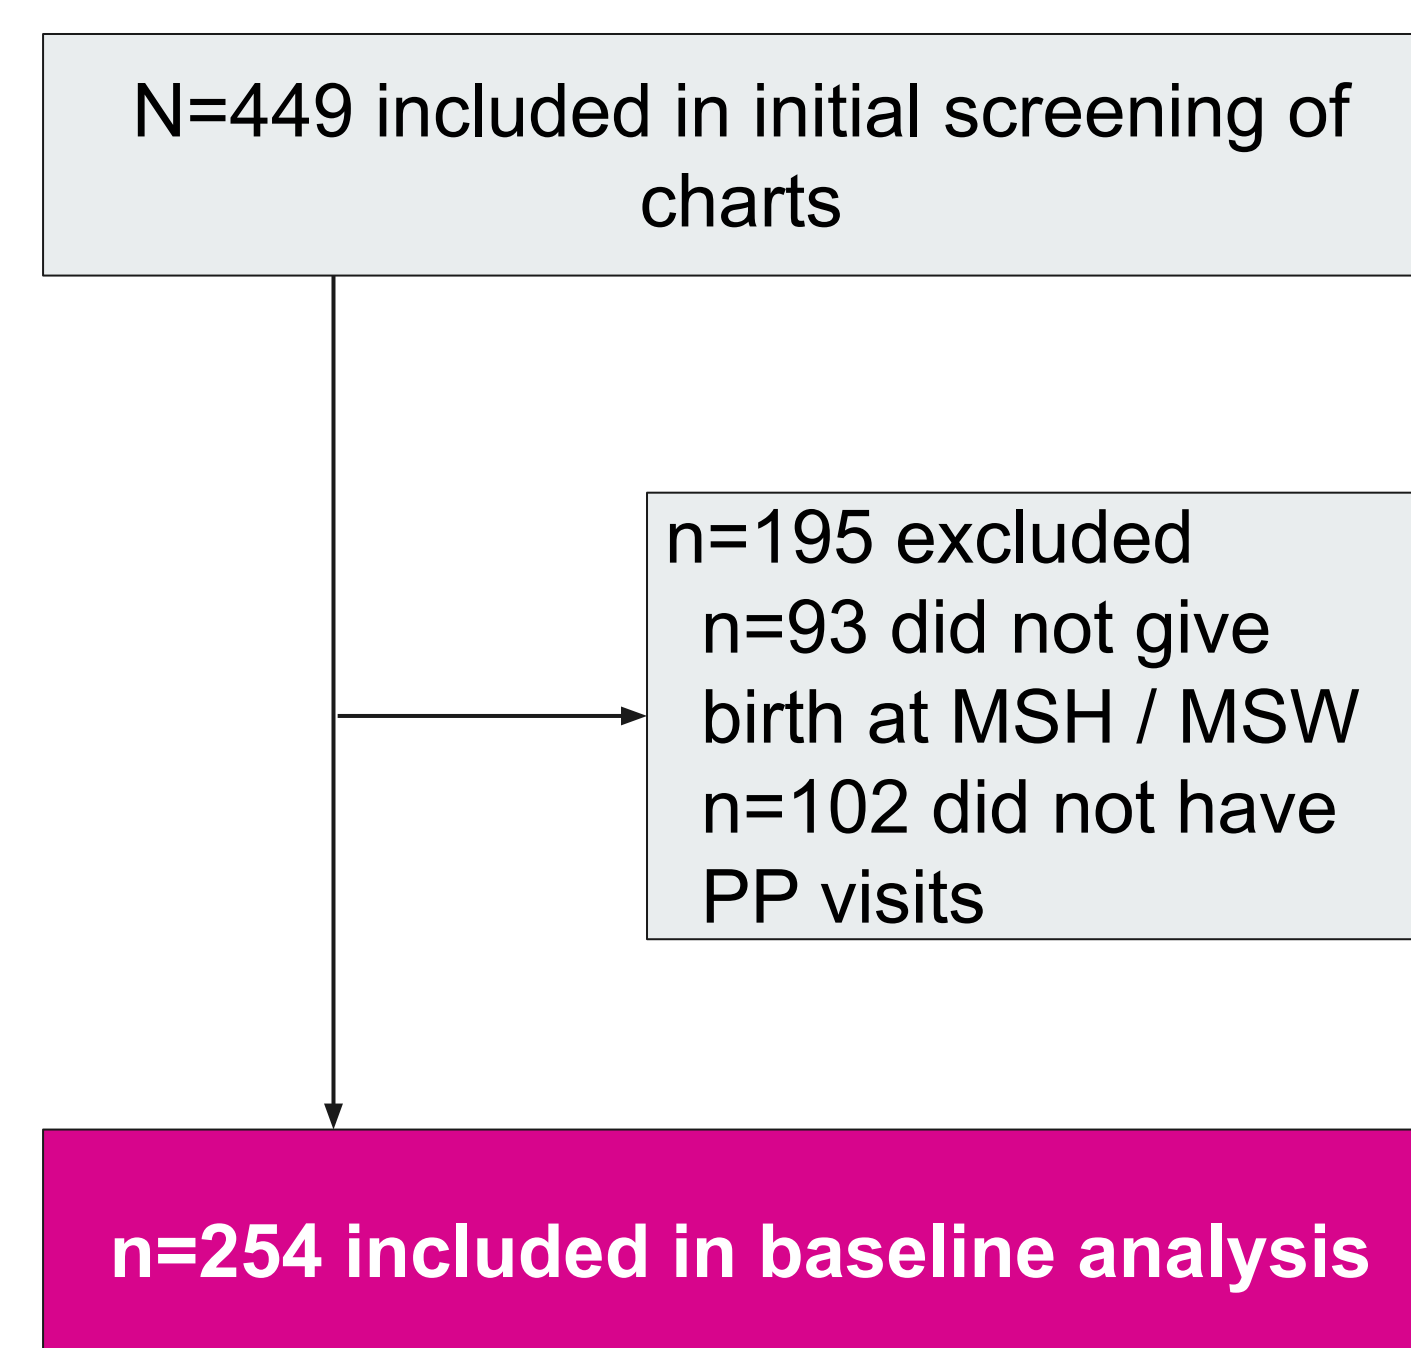 N=449 included in initial screening of
charts
n=195 excluded
n=93 did not give
birth at MSH / MSW
n=102 did not have
PP visits
n=254 included in baseline analysis